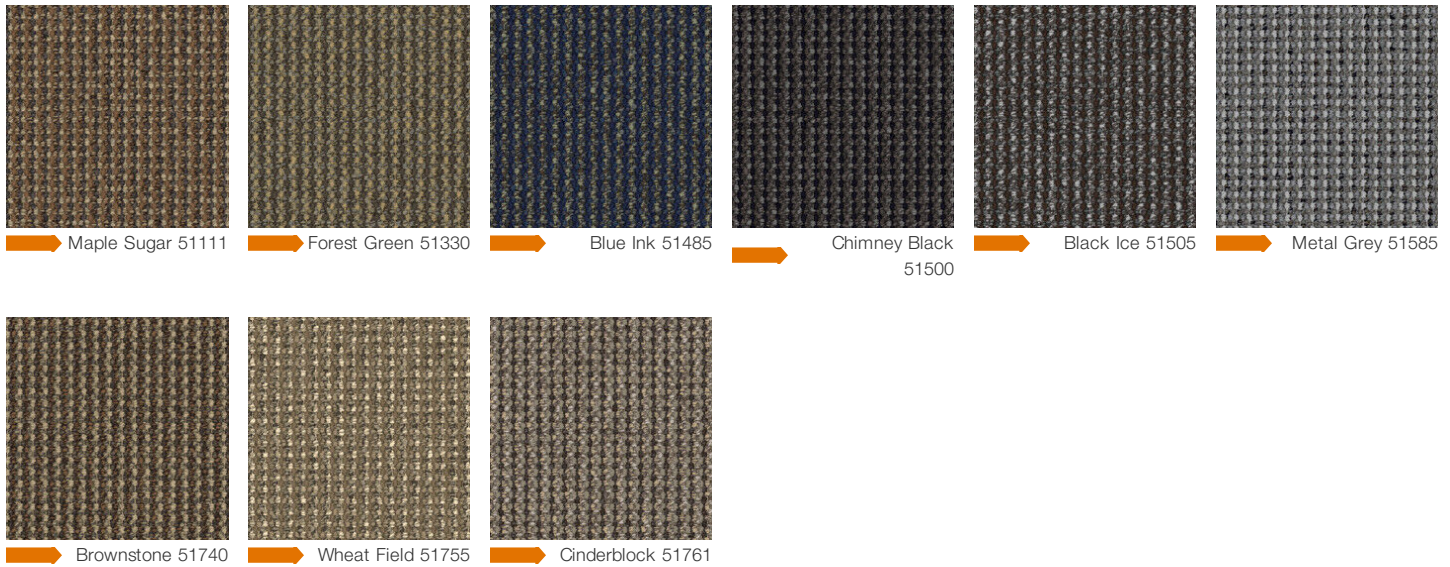 Maple Sugar 51111
Forest Green 51330
Blue Ink 51485
Chimney Black
51500
Black Ice 51505
Metal Grey 51585
Brownstone 51740
Wheat Field 51755
Cinderblock 51761